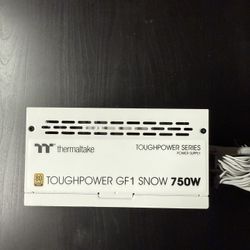 thermaltake
TOUGHPOWER SERIES
POWER SUPPLY
TOUGHPOWER GF1 SNOW 750W